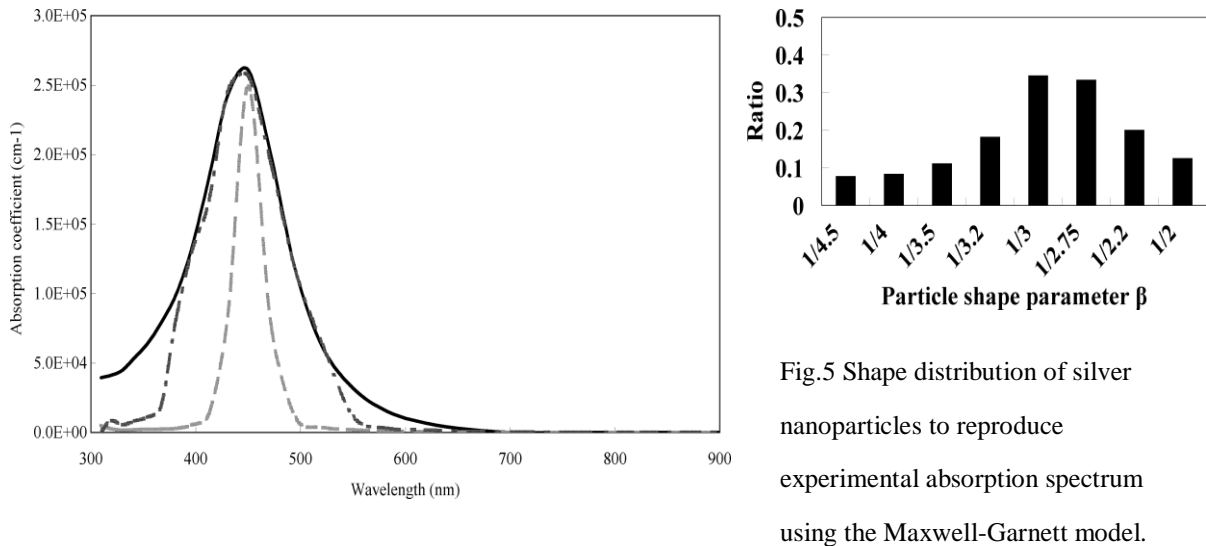 3.0E+05
2.5E+05
2.0E+05
1.5E+05
1.0E+05
5.0E+04
0.0E+00
Absorption coefficient (cm-1)
300 400 500 600 700 800 900
Wavelength (nm)
0.5
0.4
0.3
0.2
0.1
0
Ratio
1/4.5 1/4 1/3.5 1/3.2 1/3 1/2.75 1/2.2 1/2
Particle shape parameter β
Fig.5 Shape distribution of silver
nanoparticles to reproduce
experimental absorption spectrum
using the Maxwell-Garnett model.